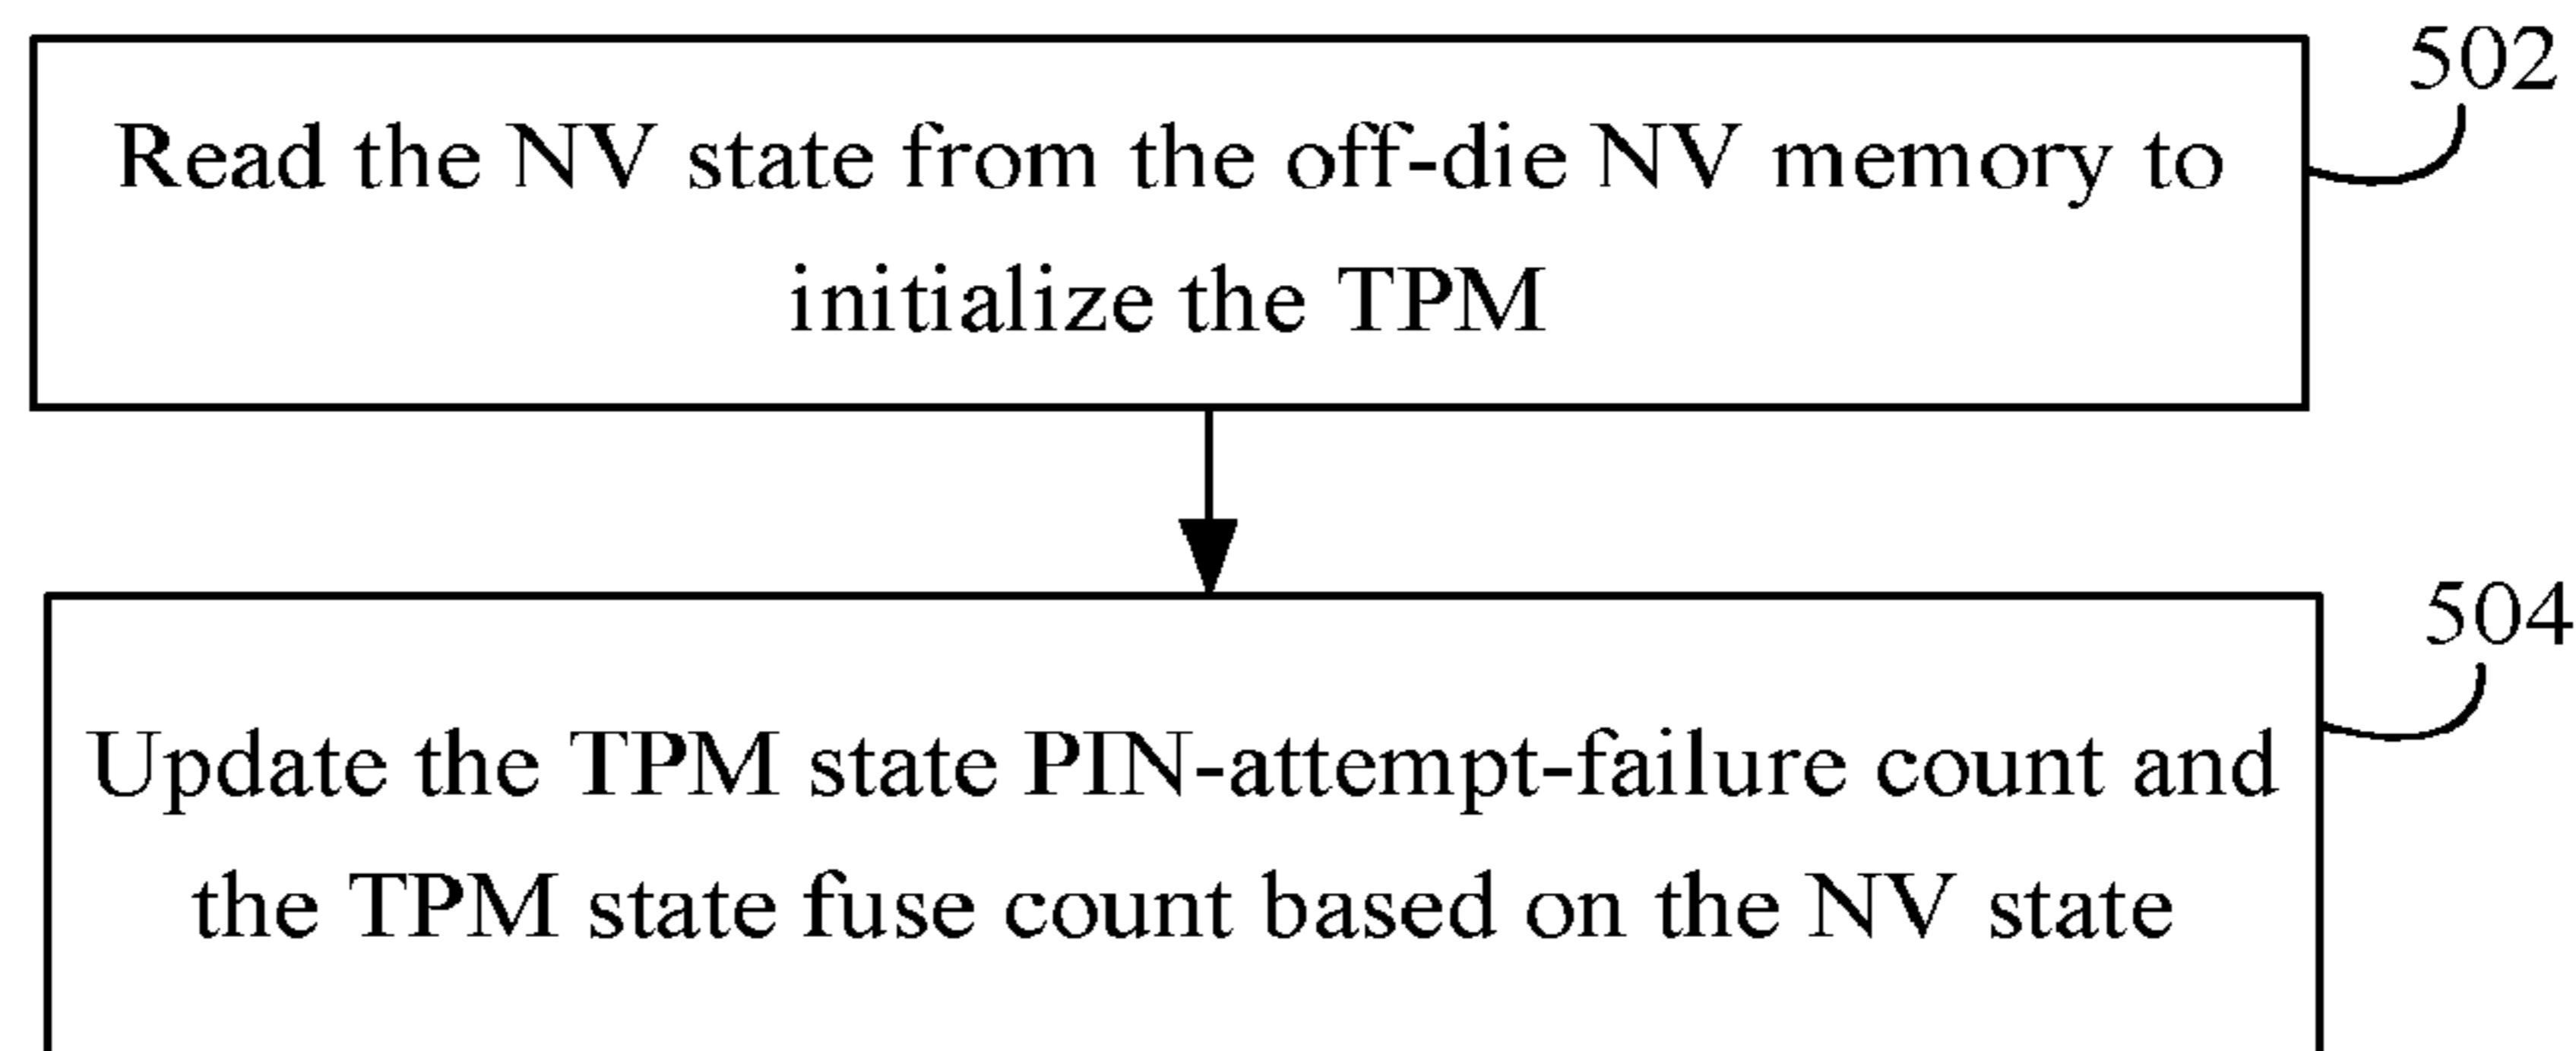 502
Read the NV state from the off-die NV memory to
initialize the TPM
504
Update the TPM state PIN-attempt-failure count and
the TPM state fuse count based on the NV state